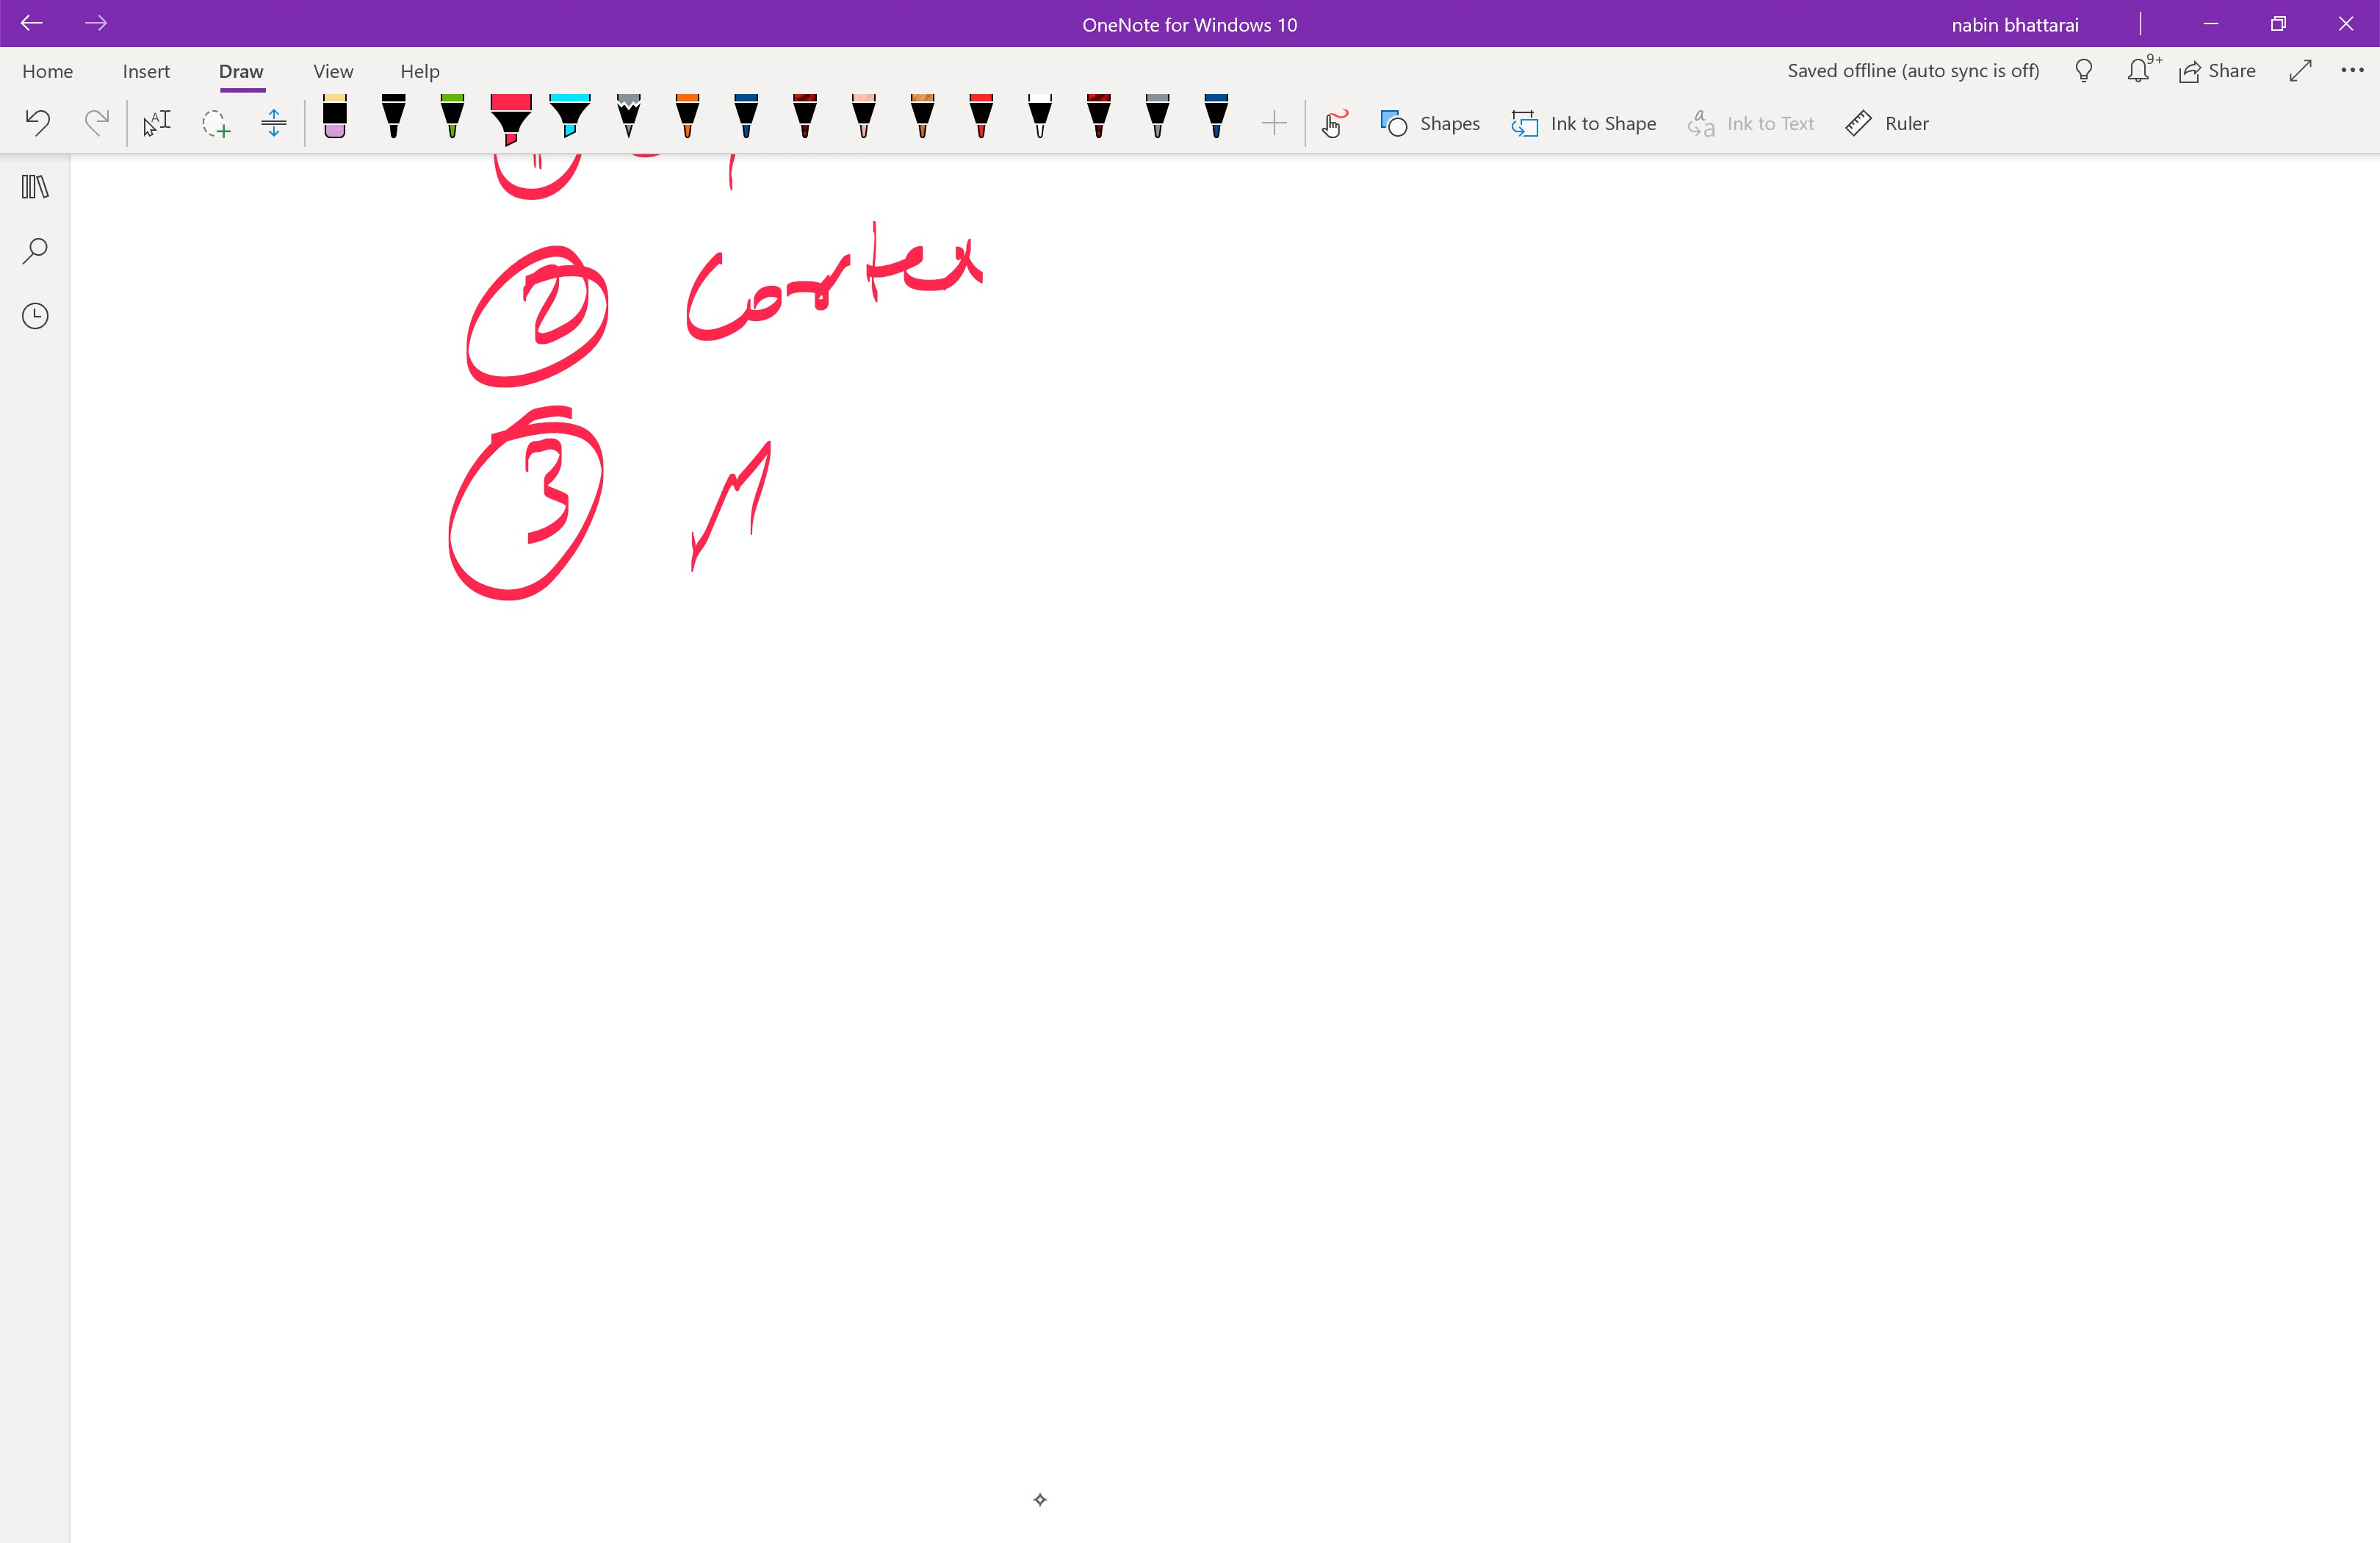 OneNote for Windows 10
nabin bhattarai
Home Insert Draw View Help
Saved offline (auto sync is off)
9+
Share
Shapes
Ink to Shape
Ink to Text
Ruler
2 Cortex
3 M